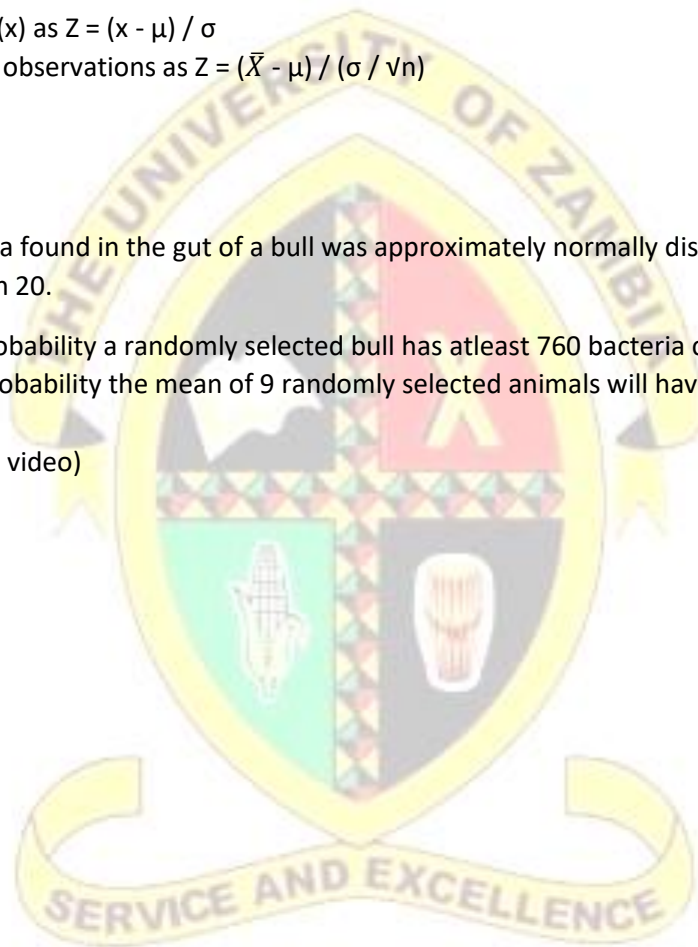 (x) as Z = (x - μ) / σ
observations as Z = (X̅ - μ) / (σ / √n)
THE UNIVERSITY OF ZAMBIA
a found in the gut of a bull was approximately normally dis
n 20.
obability a randomly selected bull has atleast 760 bacteria
robability the mean of 9 randomly selected animals will hav
video)
SERVICE AND EXCELLENCE